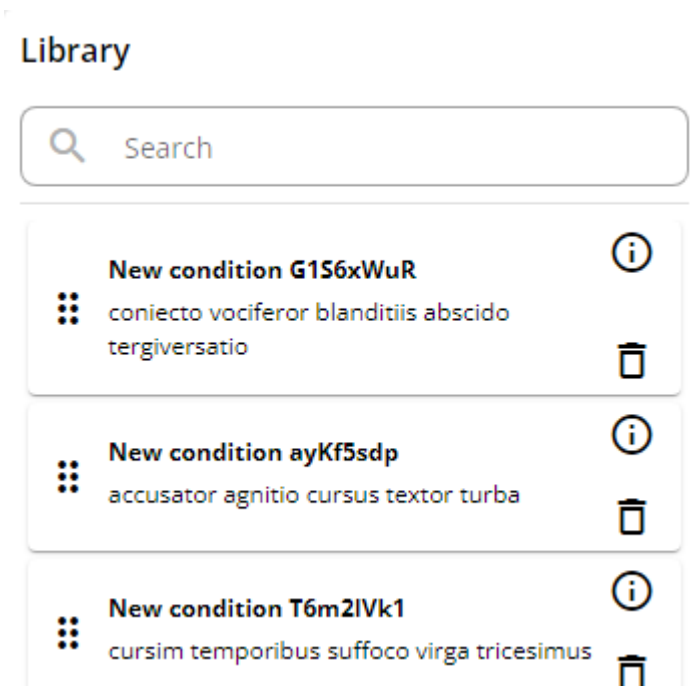 Library
Search
New condition G1S6xWuR
coniecto vociferor blanditiis abscido
tergiversatio
New condition ayKf5sdp
accusator agnitio cursus textor turba
New condition T6m2lVk1
cursim temporibus suffoco virga tricesimus